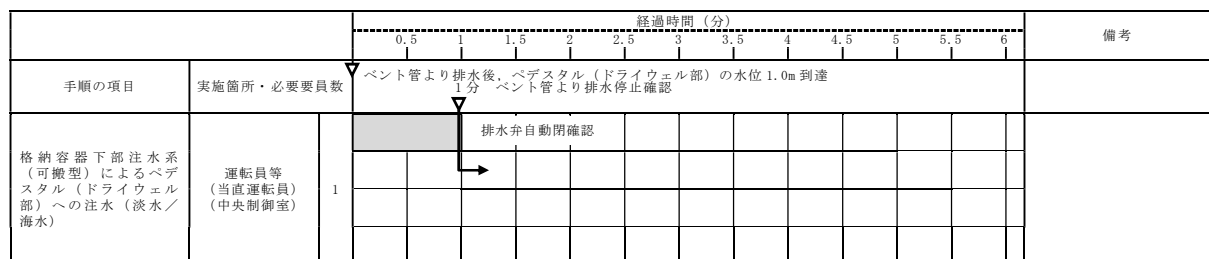 経過時間（分）
0.5 1 1.5 2 2.5 3 3.5 4 4.5 5 5.5 6
備考
手順の項目
実施箇所・必要要員数
ベント管より排水後，ペデスタル（ドライウェル部）の水位1.0m到達
1分 ベント管より排水停止確認
排水弁自動閉確認
格納容器下部注水系
（可搬型）によるペデ
スタル（ドライウェル
部）への注水（淡水／
海水）
運転員等
（当直運転員）
（中央制御室）
1